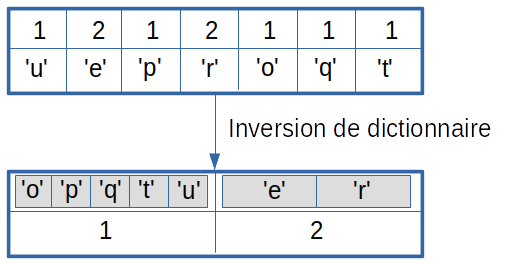 1 2 1 2 1 1 1
'u' 'e' 'p' 'r' 'o' 'q' 't'
Inversion de dictionnaire
'o' 'p' 'q' 't' 'u' 'e' 'r'
1 2